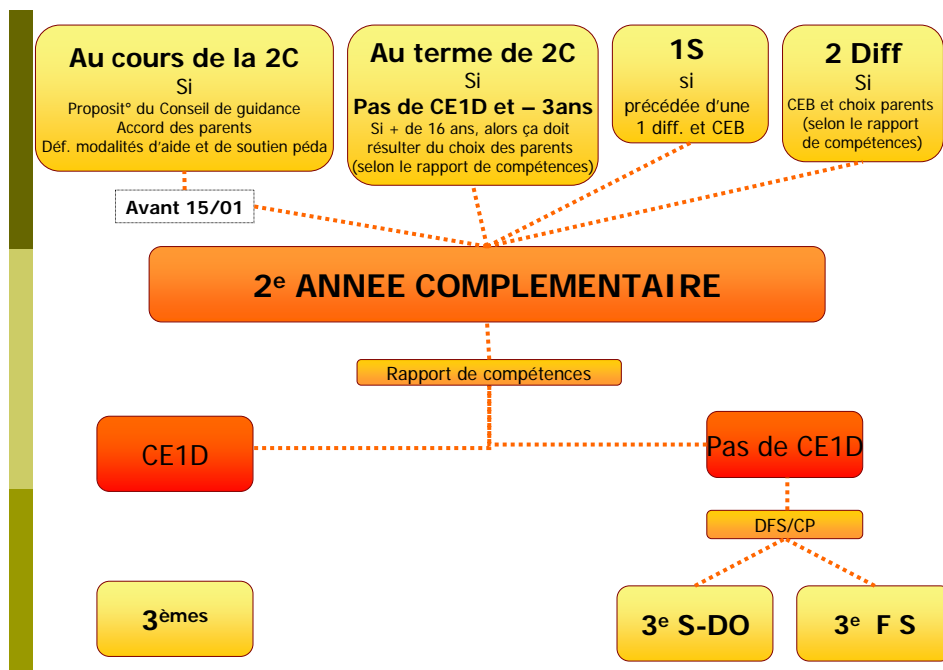 Au cours de la 2C
Si
Proposit° du Conseil de guidance
Accord des parents
Déf. modalités d'aide et de soutien péda
Au terme de 2C
Si
Pas de CE1D et – 3ans
Si + de 16 ans, alors ça doit
résulter du choix des parents
(selon le rapport de compétences)
1S
si
précédée d'une
1 diff. et CEB
2 Diff
Si
CEB et choix parents
(selon le rapport
de compétences)
Avant 15/01
2e ANNEE COMPLEMENTAIRE
Rapport de compétences
CE1D
Pas de CE1D
DFS/CP
3èmes
3e S-DO
3e F S